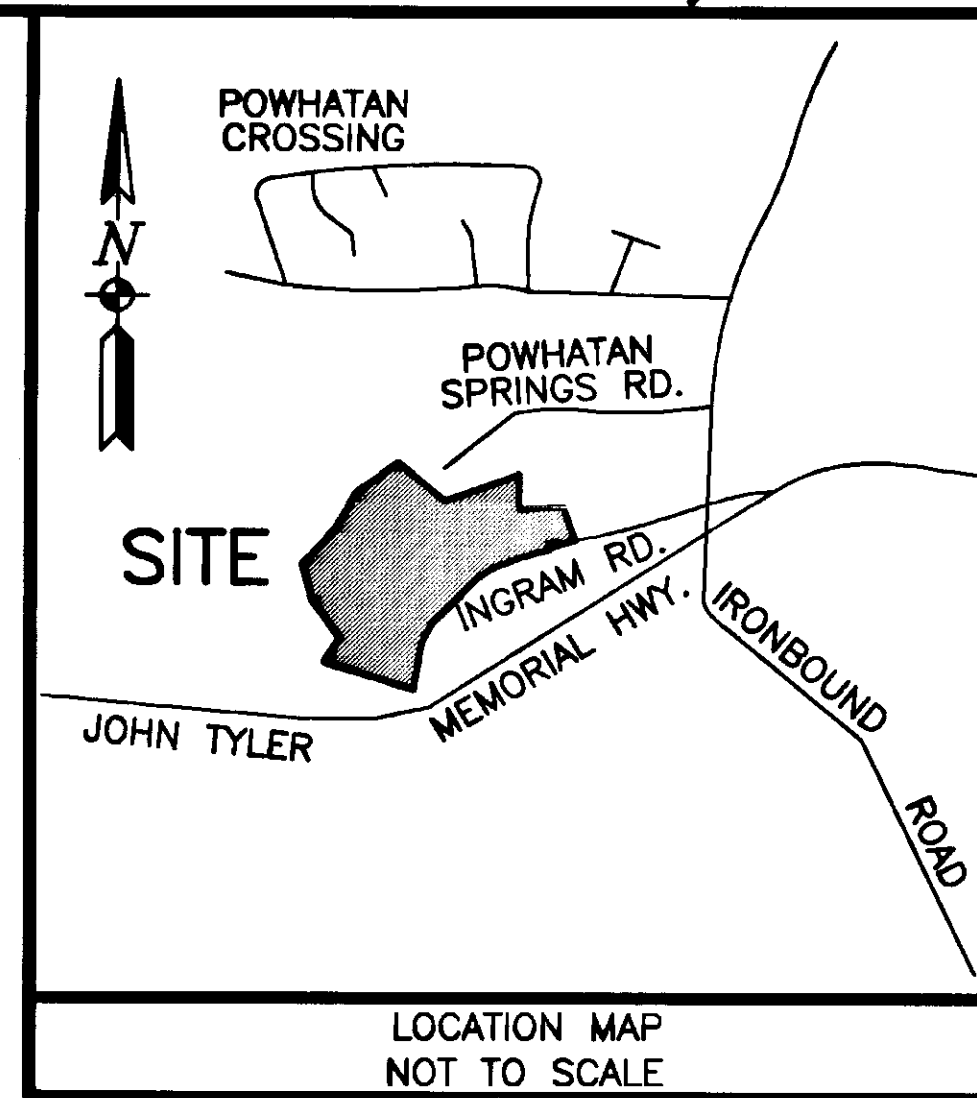 POWHATAN
CROSSING
N
POWHATAN
SPRINGS RD.
SITE
INGRAM RD.
MEMORIAL HWY.
IRONBOUND
JOHN TYLER
ROAD
LOCATION MAP
NOT TO SCALE